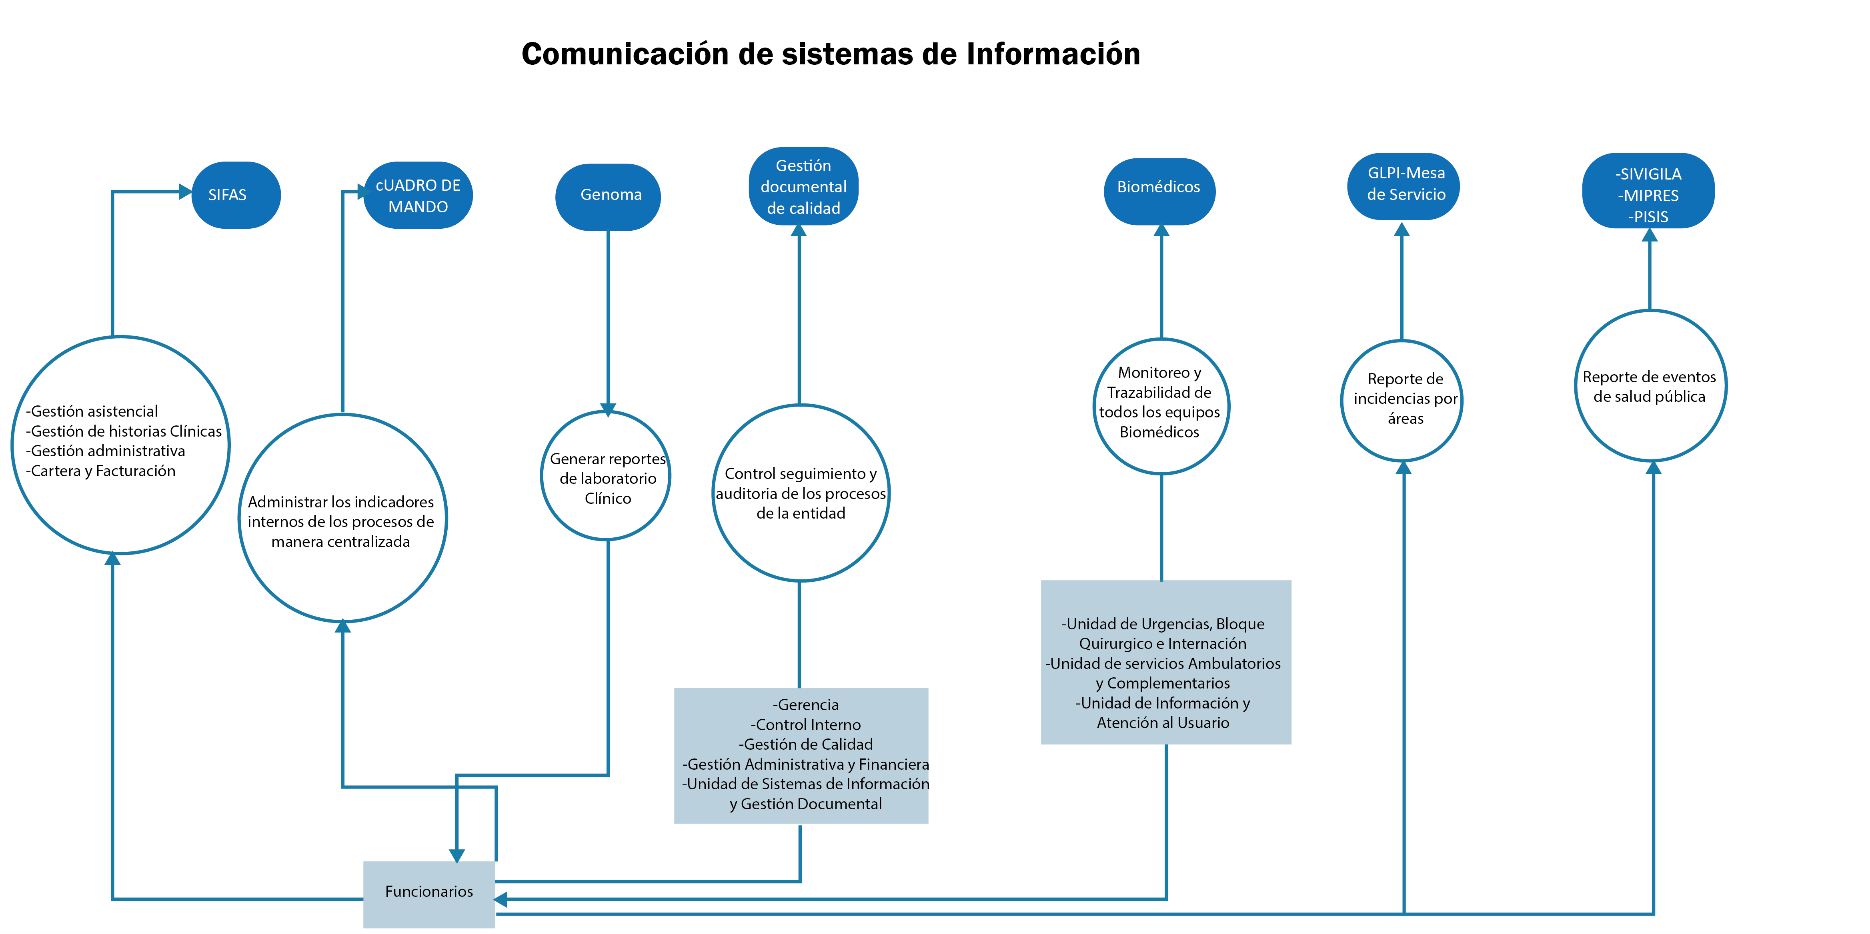 Comunicación de sistemas de Información
SIFAS
cUADRO DE
MANDO
Genoma
Gestión
documental
de calidad
Biomédicos
GLPI-Mesa
de Servicio
-SIVIGILA
-MIPRES
-PISIS
-Gestión asistencial
-Gestión de historias Clínicas
-Gestión administrativa
-Cartera y Facturación
Administrar los indicadores
internos de los procesos de
manera centralizada
Generar reportes
de laboratorio
Clínico
Control seguimiento y
auditoria de los procesos
de la entidad
Monitoreo y
Trazabilidad de
todos los equipos
Biomédicos
Reporte de
incidencias por
áreas
Reporte de eventos
de salud pública
-Gerencia
-Control Interno
-Gestión de Calidad
-Gestión Administrativa y Financiera
-Unidad de Sistemas de Información
y Gestión Documental
-Unidad de Urgencias, Bloque
Quirurgico e Internación
-Unidad de servicios Ambulatorios
y Complementarios
-Unidad de Información y
Atención al Usuario
Funcionarios